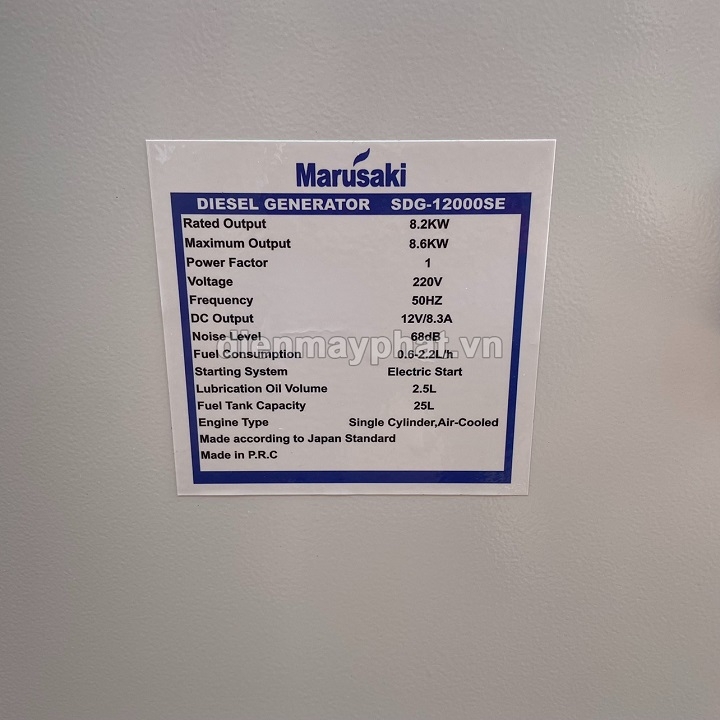 Marusaki
DIESEL GENERATOR SDG-12000SE
Rated Output 8.2KW
Maximum Output 8.6KW
Power Factor 1
Voltage 220V
Frequency 50HZ
DC Output 12V/8.3A
Noise Level 68dB
dienmayphat.vn
Fuel Consumption 0.6-2.2L/h
Starting System Electric Start
Lubrication Oil Volume 2.5L
Fuel Tank Capacity 25L
Engine Type Single Cylinder,Air-Cooled
Made according to Japan Standard
Made in P.R.C